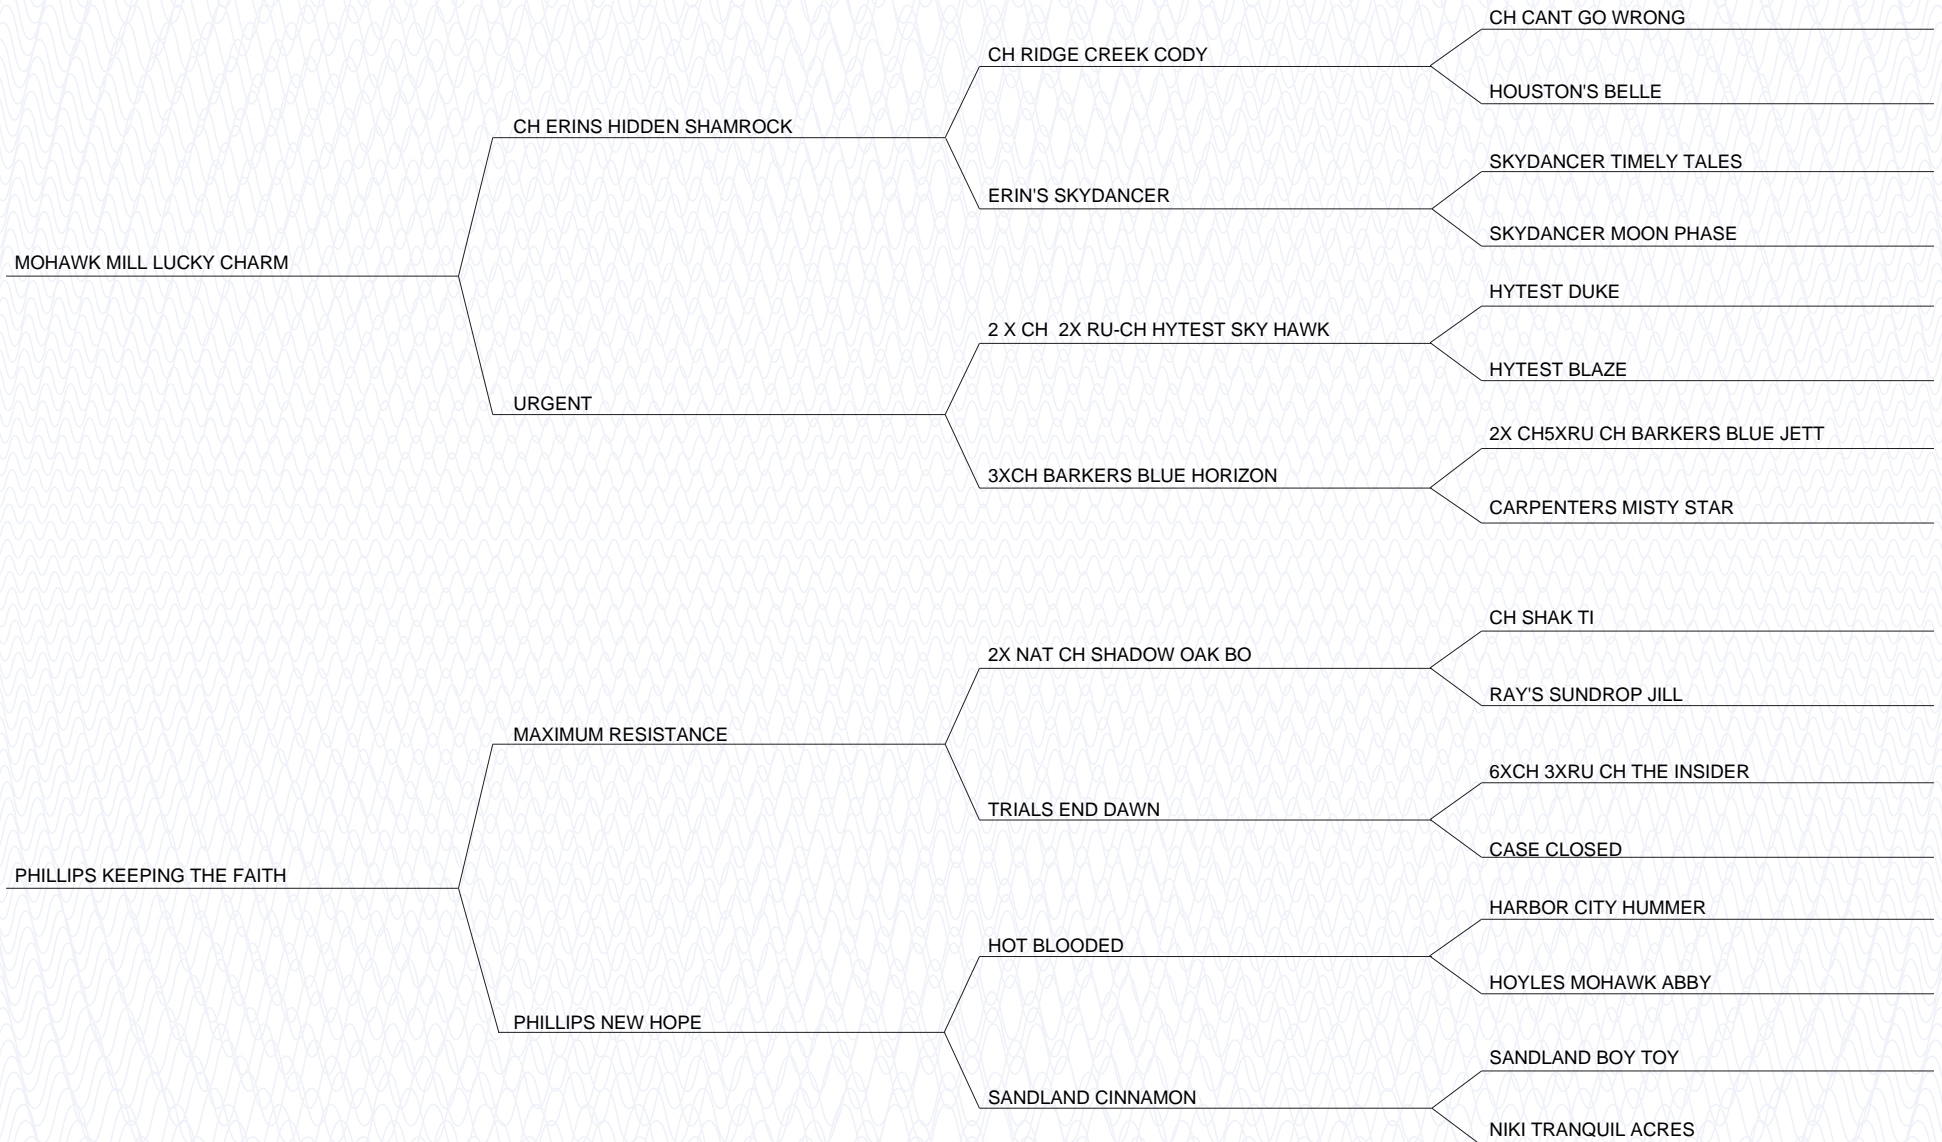 CH CANT GO WRONG
CH RIDGE CREEK CODY
HOUSTON'S BELLE
CH ERINS HIDDEN SHAMROCK
SKYDANCER TIMELY TALES
ERIN'S SKYDANCER
SKYDANCER MOON PHASE
MOHAWK MILL LUCKY CHARM
HYTEST DUKE
2 X CH  2X RU-CH HYTEST SKY HAWK
HYTEST BLAZE
URGENT
2X CH5XRU CH BARKERS BLUE JETT
3XCH BARKERS BLUE HORIZON
CARPENTERS MISTY STAR
CH SHAK TI
2X NAT CH SHADOW OAK BO
RAY'S SUNDROP JILL
MAXIMUM RESISTANCE
6XCH 3XRU CH THE INSIDER
TRIALS END DAWN
CASE CLOSED
PHILLIPS KEEPING THE FAITH
HARBOR CITY HUMMER
HOT BLOODED
HOYLES MOHAWK ABBY
PHILLIPS NEW HOPE
SANDLAND BOY TOY
SANDLAND CINNAMON
NIKI TRANQUIL ACRES